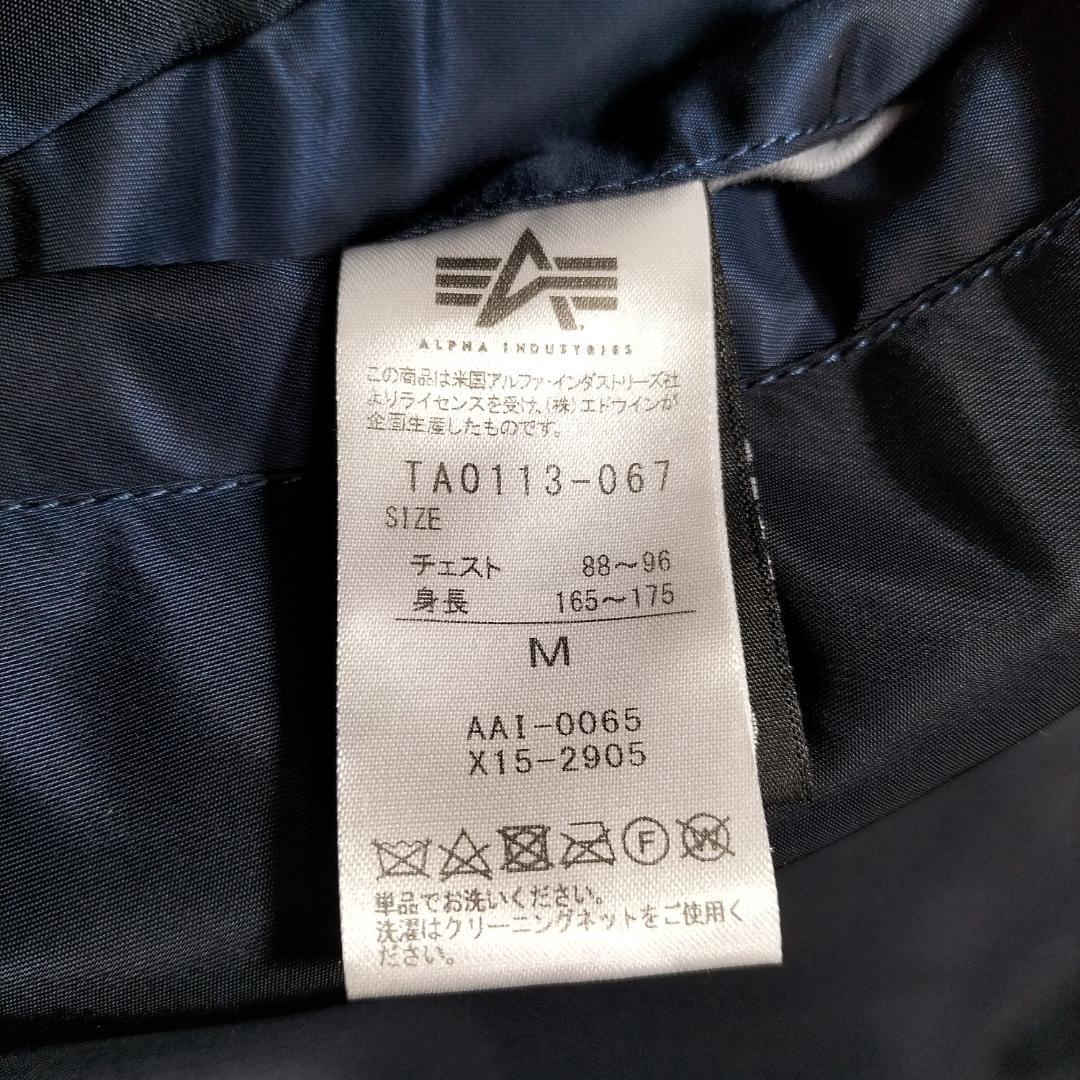 ALPHA INDUSTRIES
この商品は米国アルファ・インダストリーズ社
よりライセンスを受け、(株)エドウインが
企画生産したものです。
TA0113-067
SIZE
チェスト 88～96
身長 165～175
M
AAI-0065
X15-2905
F W
単品でお洗いください。
洗濯はクリーニングネットをご使用く
ださい。